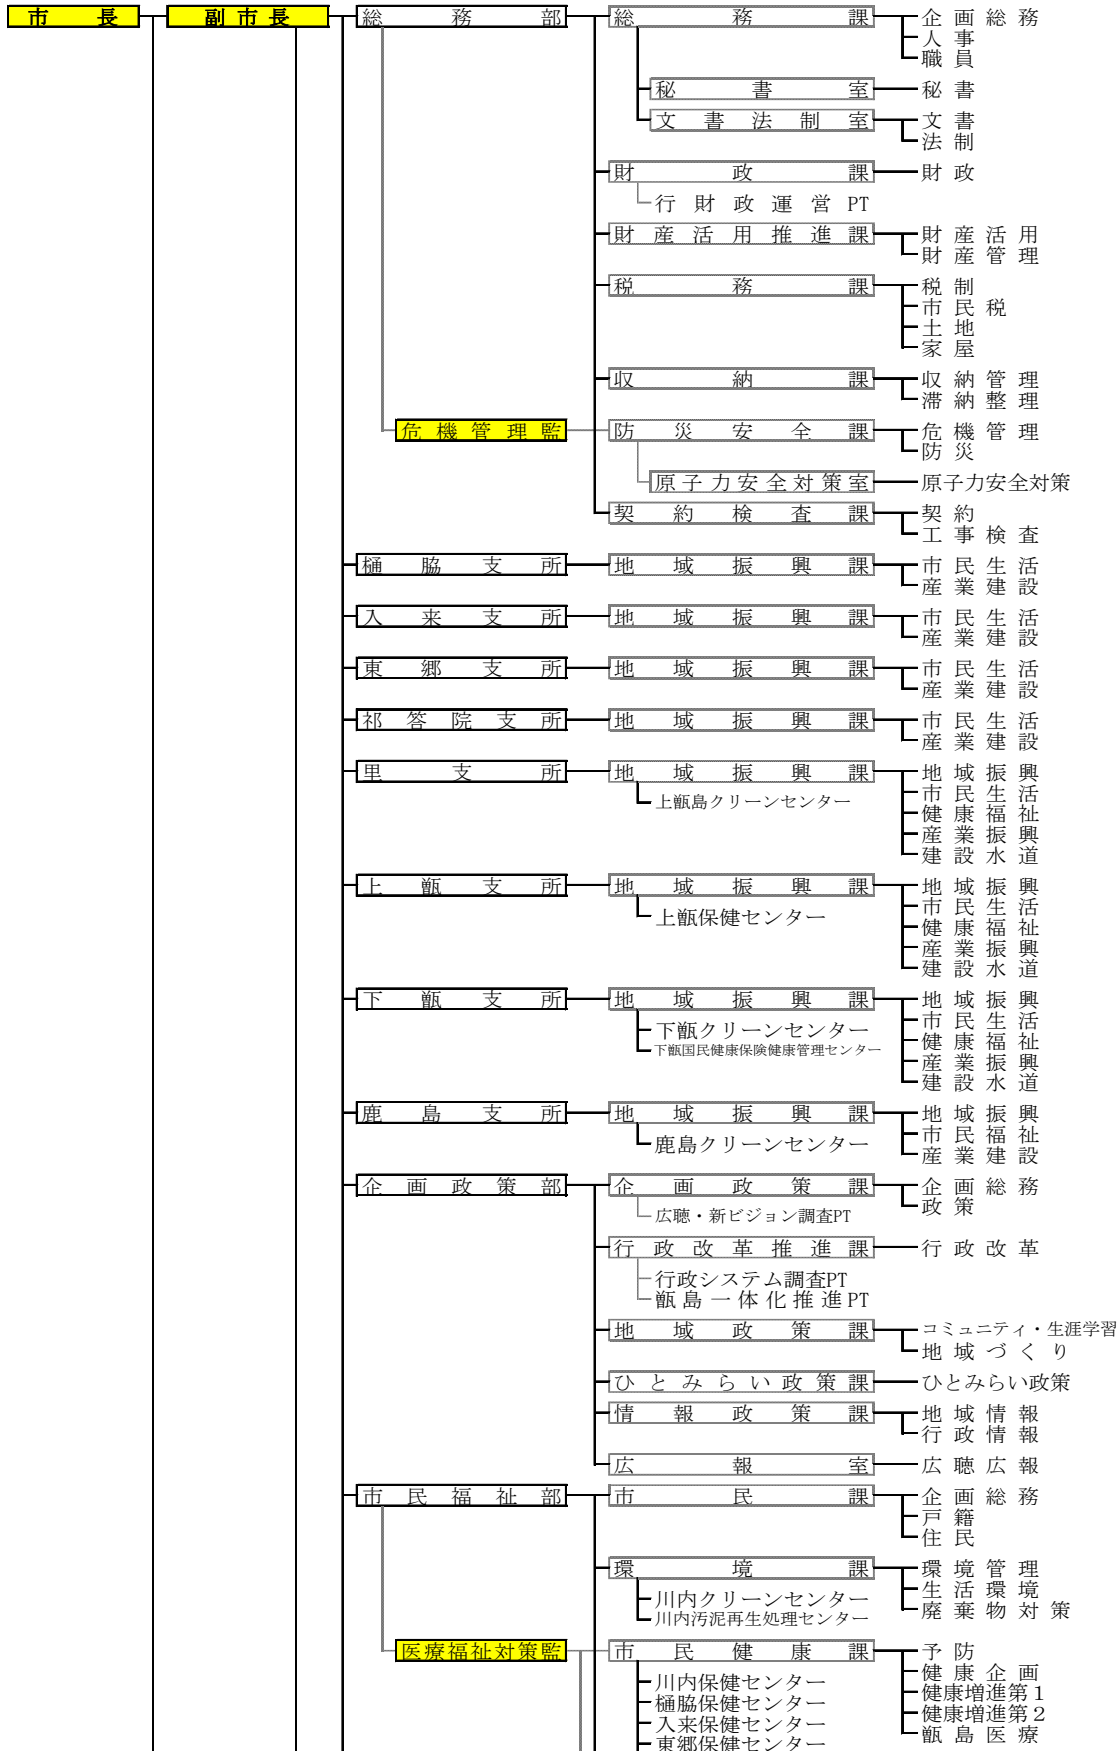 市長 副市長 総務部 総務課 企画総務
人事
職員
秘書室 秘書
文書法制室 文書
法制
財政課 財政
行財政運営PT
財産活用推進課 財産活用
財産管理
税務課 税制
市民税
土地
家屋
収納課 収納管理
滞納整理
危機管理監 防災安全課 危機管理
防災
原子力安全対策室 原子力安全対策
契約検査課 契約
工事検査
樋脇支所 地域振興課 市民生活
産業建設
入来支所 地域振興課 市民生活
産業建設
東郷支所 地域振興課 市民生活
産業建設
祁答院支所 地域振興課 市民生活
産業建設
里支所 地域振興課 地域振興
上甑島クリーンセンター 市民生活
健康福祉
産業振興
建設水道
上甑支所 地域振興課 地域振興
市民生活
上甑保健センター 健康福祉
産業振興
建設水道
下甑支所 地域振興課 地域振興
市民生活
下甑クリーンセンター 健康福祉
下甑国民健康保険健康管理センター 産業振興
建設水道
鹿島支所 地域振興課 地域振興
市民福祉
鹿島クリーンセンター 産業建設
企画政策部 企画政策課 企画総務
政策
広聴・新ビジョン調査PT
行政改革推進課 行政改革
行政システム調査PT
甑島一体化推進PT
地域政策課 コミュニティ・生涯学習
地域づくり
ひとみらい政策課 ひとみらい政策
情報政策課 地域情報
行政情報
広報室 広聴広報
市民福祉部 市民課 企画総務
戸籍
住民
環境課 環境管理
生活環境
川内クリーンセンター 廃棄物対策
川内汚泥再生処理センター
医療福祉対策監 市民健康課 予防
健康企画
川内保健センター 健康増進第1
樋脇保健センター 健康増進第2
入来保健センター 甑島医療
東郷保健センター